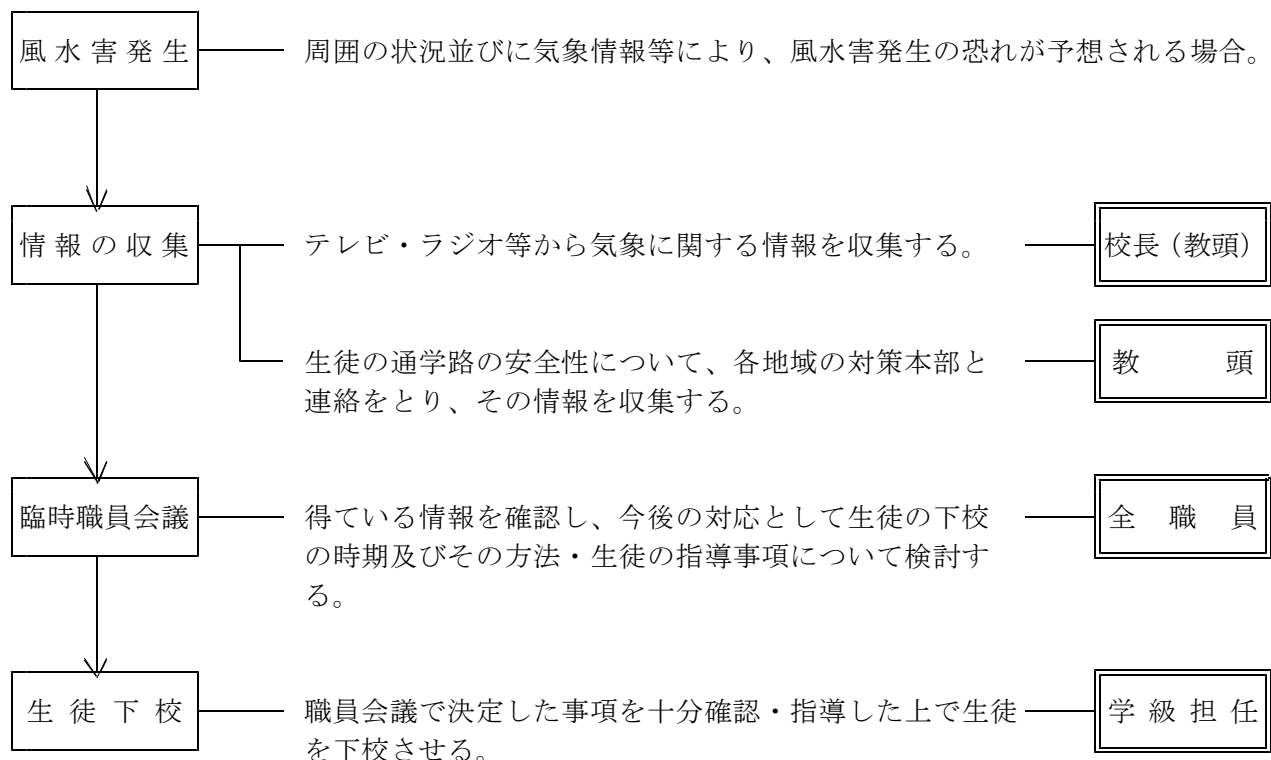 風水害発生
周囲の状況並びに気象情報等により、風水害発生の恐れが予想される場合。
情報の収集
テレビ・ラジオ等から気象に関する情報を収集する。
校長（教頭）
生徒の通学路の安全性について、各地域の対策本部と
連絡をとり、その情報を収集する。
教頭
臨時職員会議
得ている情報を確認し、今後の対応として生徒の下校
の時期及びその方法・生徒の指導事項について検討す
る。
全職員
生徒下校
職員会議で決定した事項を十分確認・指導した上で生徒
を下校させる。
学級担任